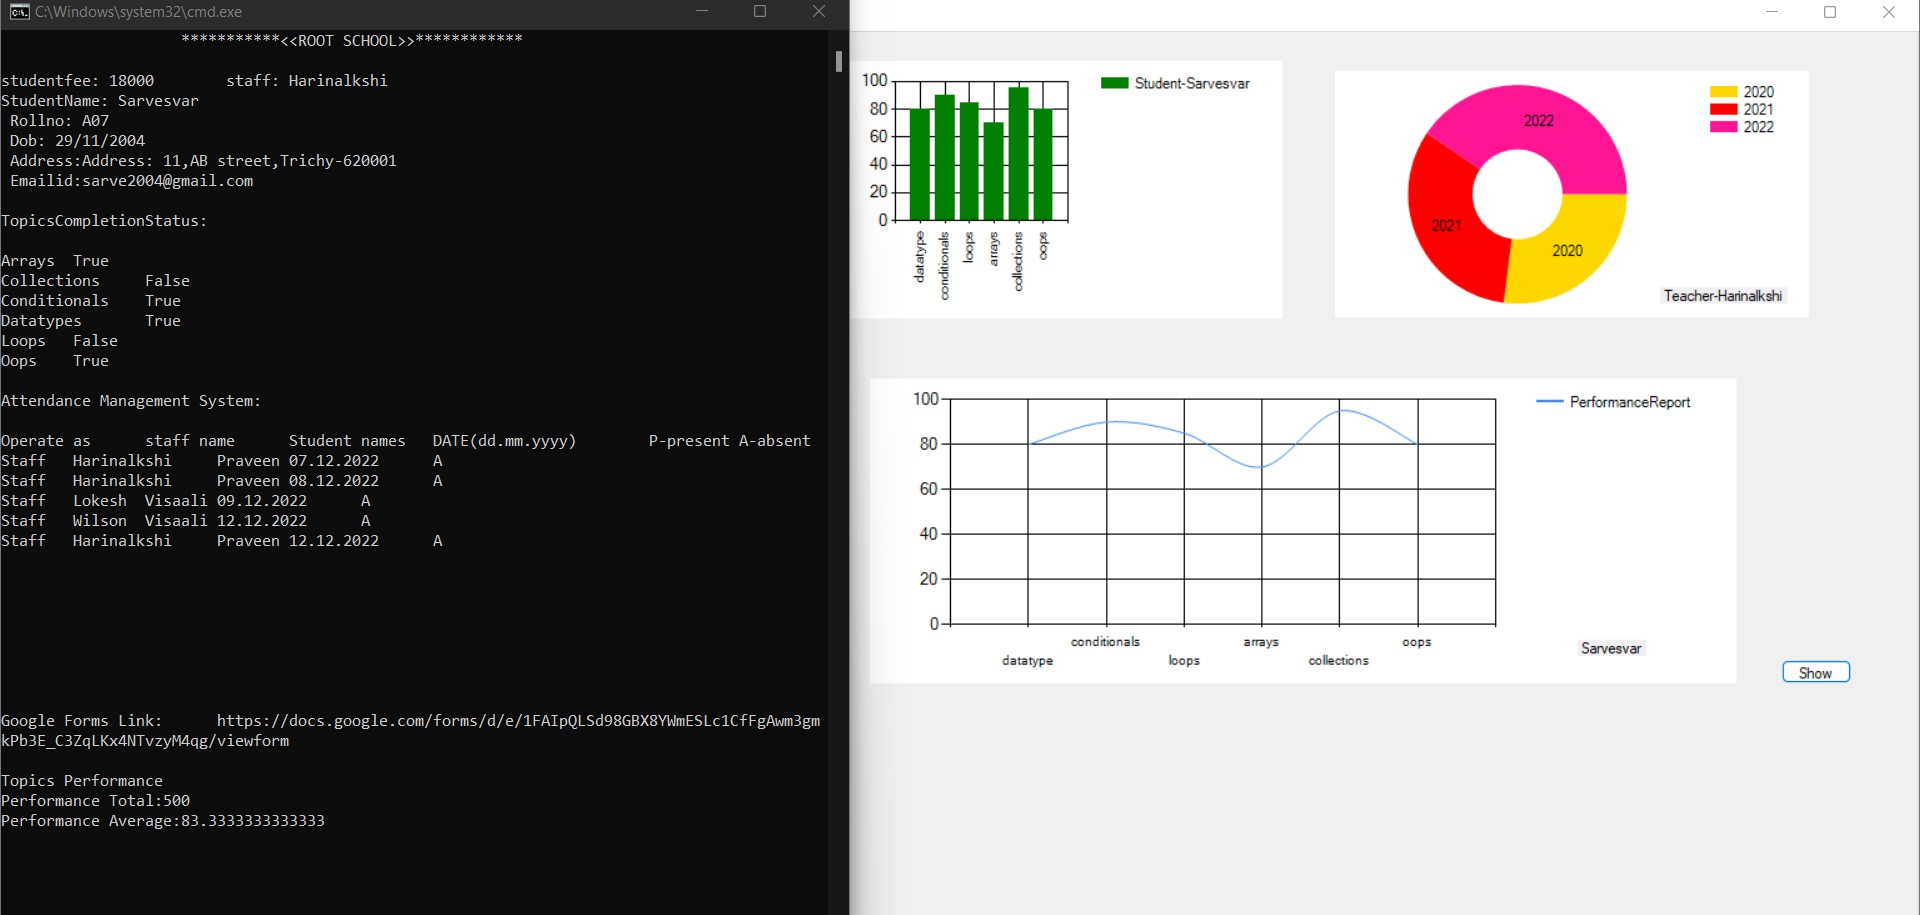 C:\Windows\system32\cmd.exe
***********<<ROOT SCHOOL>>************
studentfee: 18000 staff: Harinalkshi
StudentName: Sarvesvar
Rollno: A07
Dob: 29/11/2004
Address:Address: 11,AB street,Trichy-620001
Emailid:sarve2004@gmail.com
TopicsCompletionStatus:
Arrays True
Collections False
Conditionals True
Datatypes True
Loops False
Oops True
Attendance Management System:
Operate as staff name Student names DATE(dd.mm.yyyy) P-present A-absent
Staff Harinalkshi Praveen 07.12.2022 A
Staff Harinalkshi Praveen 08.12.2022 A
Staff Lokesh Visaali 09.12.2022 A
Staff Wilson Visaali 12.12.2022 A
Staff Harinalkshi Praveen 12.12.2022 A
Google Forms Link: https://docs.google.com/forms/d/e/1FAIpQLSd98GBX8YWmESLc1CfFgAwm3gm
kPb3E_C3ZqLKx4NTvzyM4qg/viewform
Topics Performance
Performance Total:500
Performance Average:83.3333333333333
100
80
60
40
20
0
datatype
conditionals
loops
arrays
collections
oops
Student-Sarvesvar
2022
2021
2020
2020
2021
2022
Teacher-Harinalkshi
100
80
60
40
20
0
datatype
conditionals
loops
arrays
collections
oops
PerformanceReport
Sarvesvar
Show